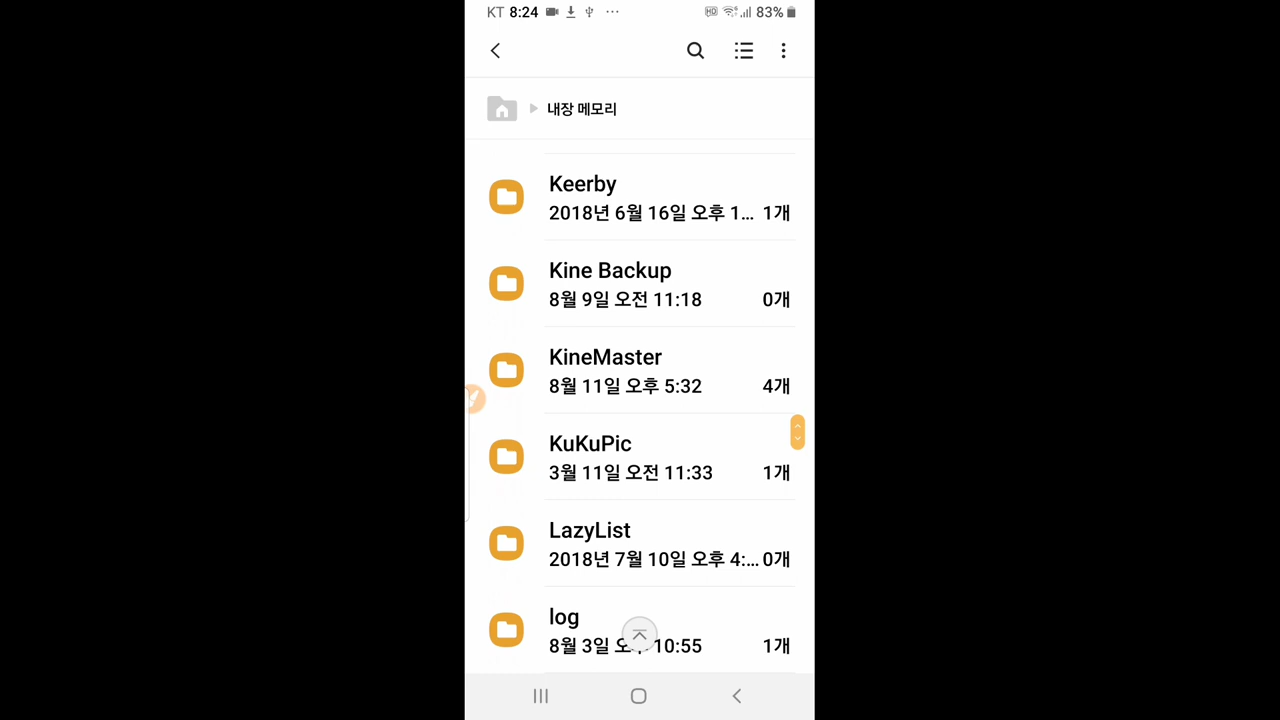 KT 8:24 83%
내장 메모리
Keerby
2018년 6월 16일 오후 1... 1개
Kine Backup
8월 9일 오전 11:18 0개
KineMaster
8월 11일 오후 5:32 4개
KuKuPic
3월 11일 오전 11:33 1개
LazyList
2018년 7월 10일 오후 4:... 0개
log
8월 3일 10:55 1개